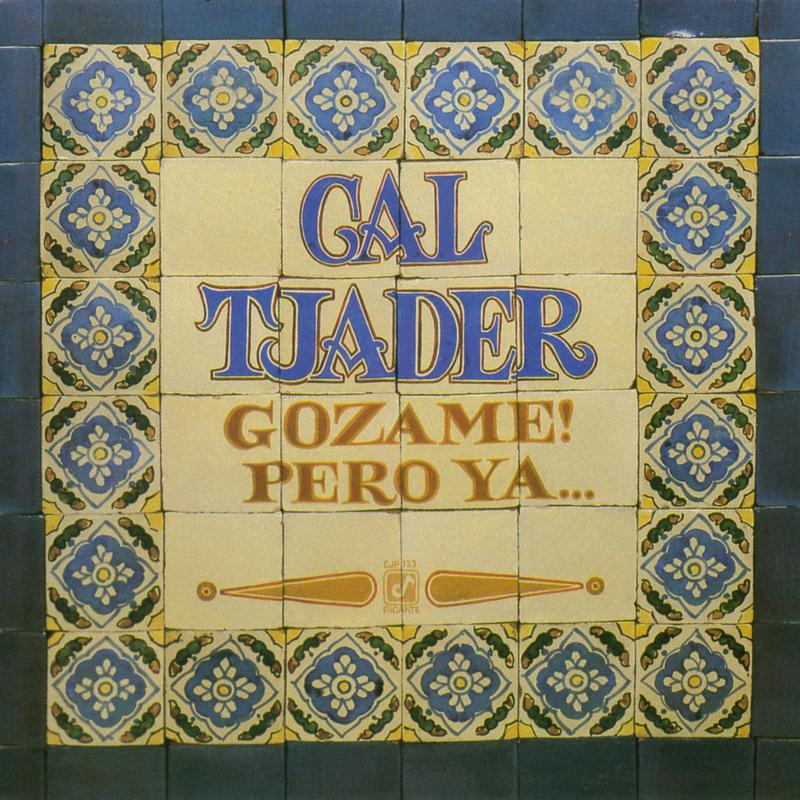 CAL
TJADER
GOZAME!
PERO YA...
CJP 133
PICANTE